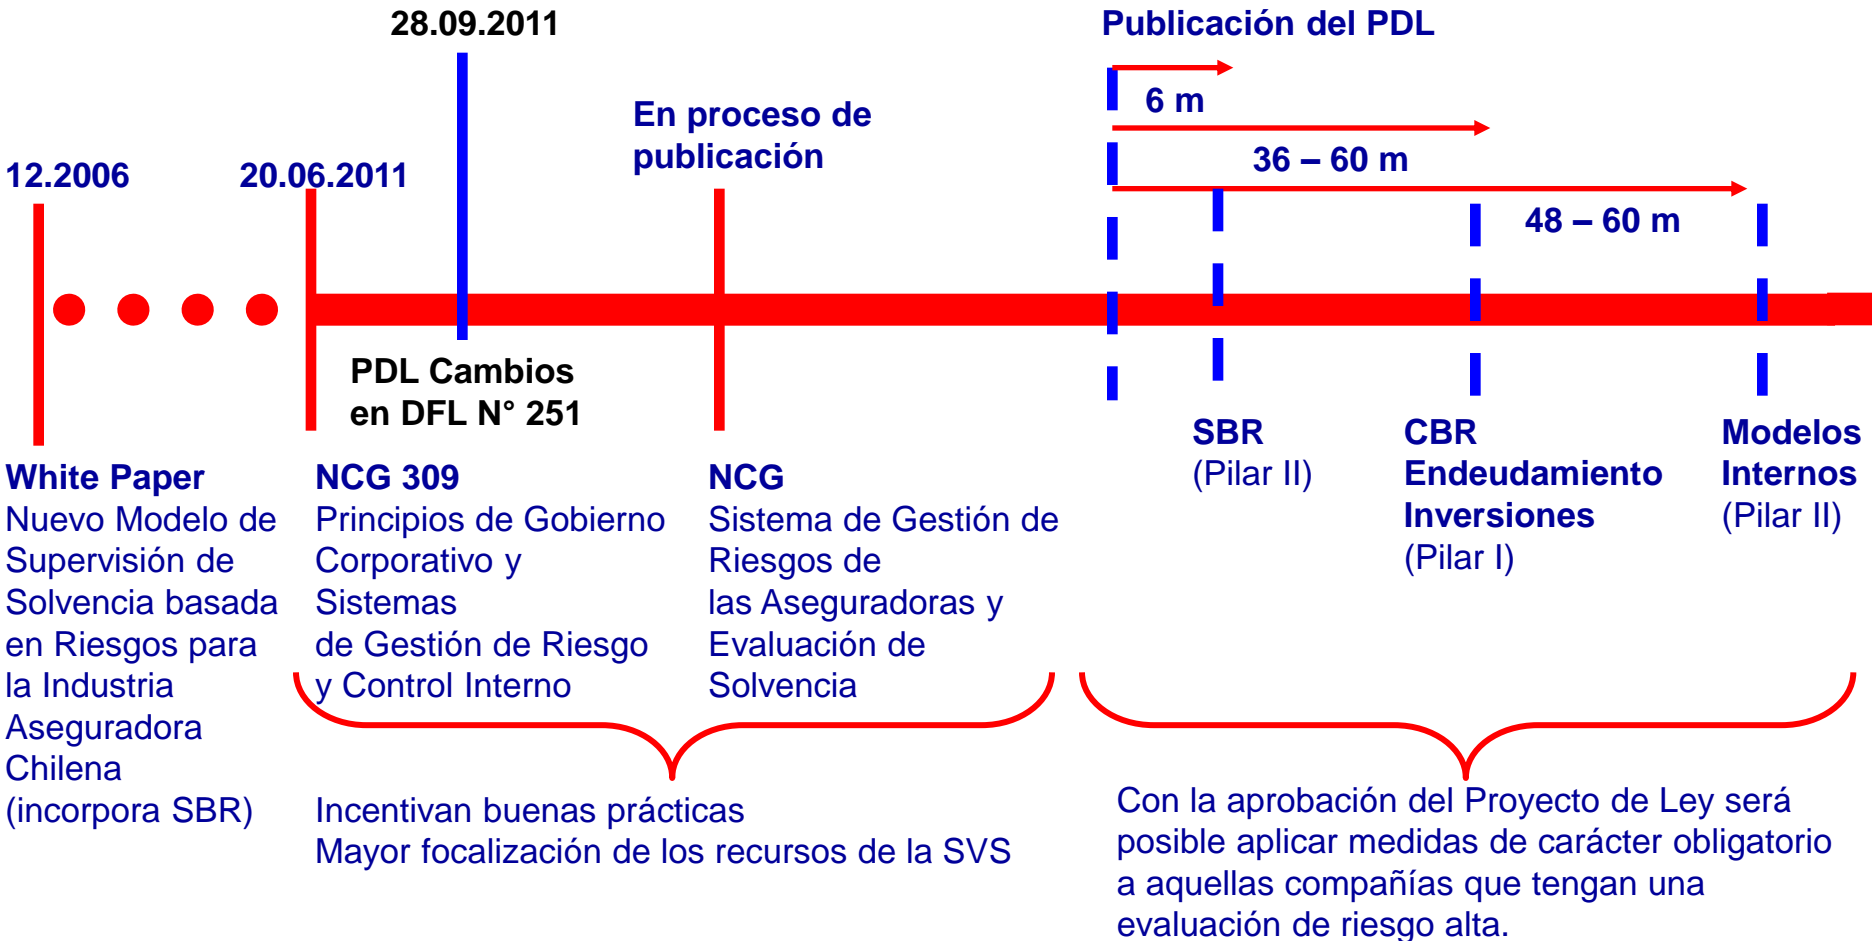 28.09.2011
Publicación del PDL
6 m
En proceso de
publicación
36 – 60 m
12.2006
20.06.2011
48 – 60 m
PDL Cambios
en DFL N° 251
White Paper
Nuevo Modelo de
Supervisión de
Solvencia basada
en Riesgos para
la Industria
Aseguradora
Chilena
(incorpora SBR)
NCG 309
Principios de Gobierno
Corporativo y
Sistemas
de Gestión de Riesgo
y Control Interno
NCG
Sistema de Gestión de
Riesgos de
las Aseguradoras y
Evaluación de
Solvencia
SBR
(Pilar II)
CBR
Endeudamiento
Inversiones
(Pilar I)
Modelos
Internos
(Pilar II)
Incentivan buenas prácticas
Mayor focalización de los recursos de la SVS
Con la aprobación del Proyecto de Ley será
posible aplicar medidas de carácter obligatorio
a aquellas compañías que tengan una
evaluación de riesgo alta.